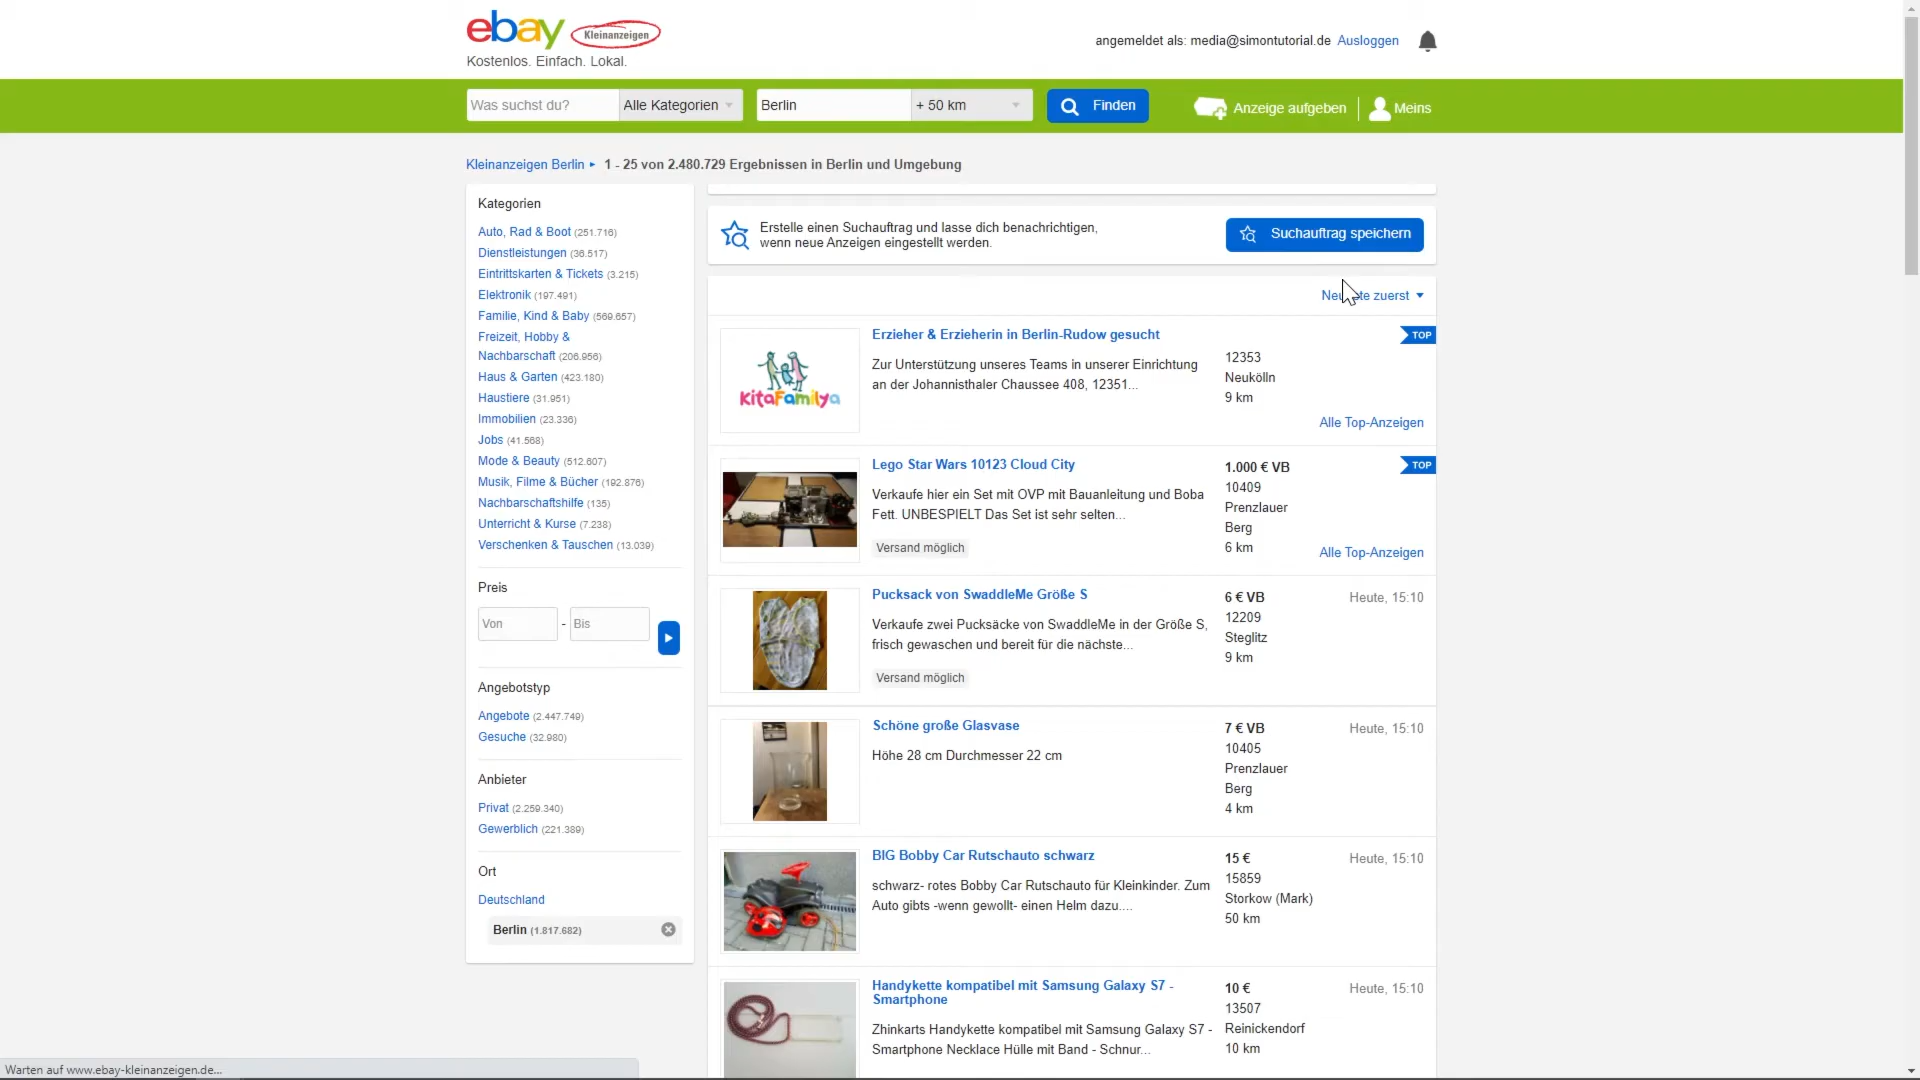 ebay Kleinanzeigen
Kostenlos. Einfach. Lokal.
angemeldet als: media@simontutorial.de Ausloggen
Was suchst du? Alle Kategorien Berlin + 50 km Finden Anzeige aufgeben Meins
Kleinanzeigen Berlin 1 - 25 von 2.480.729 Ergebnissen in Berlin und Umgebung
Kategorien
Auto, Rad & Boot (251.716)
Dienstleistungen (36.517)
Eintrittskarten & Tickets (3.215)
Elektronik (197.491)
Familie, Kind & Baby (569.657)
Freizeit, Hobby &
Nachbarschaft (206.956)
Haus & Garten (423.180)
Haustiere (31.951)
Immobilien (23.336)
Jobs (41.568)
Mode & Beauty (512.607)
Musik, Filme & Bücher (192.876)
Nachbarschaftshilfe (135)
Unterricht & Kurse (7.238)
Verschenken & Tauschen (13.039)
Preis
Von - Bis
Angebotstyp
Angebote (2.447.749)
Gesuche (32.980)
Anbieter
Privat (2.259.340)
Gewerblich (221.389)
Ort
Deutschland
Berlin (1.817.682)
Erstelle einen Suchauftrag und lasse dich benachrichtigen,
wenn neue Anzeigen eingestellt werden.
Suchauftrag speichern
zuerst
Erzieher & Erzieherin in Berlin-Rudow gesucht
TOP
Zur Unterstützung unseres Teams in unserer Einrichtung
an der Johannisthaler Chaussee 408, 12351...
12353
Neukölln
9 km
Alle Top-Anzeigen
KitaFamilya
Lego Star Wars 10123 Cloud City
TOP
Verkaufe hier ein Set mit OVP mit Bauanleitung und Boba
Fett. UNBESPIELT Das Set ist sehr selten...
Versand möglich
1.000 € VB
10409
Prenzlauer
Berg
6 km
Alle Top-Anzeigen
Pucksack von SwaddleMe Größe S
Verkaufe zwei Pucksäcke von SwaddleMe in der Größe S,
frisch gewaschen und bereit für die nächste...
Versand möglich
6 € VB
12209
Steglitz
9 km
Heute, 15:10
Schöne große Glasvase
Höhe 28 cm Durchmesser 22 cm
7 € VB
10405
Prenzlauer
Berg
4 km
Heute, 15:10
BIG Bobby Car Rutschauto schwarz
schwarz- rotes Bobby Car Rutschauto für Kleinkinder. Zum
Auto gibts -wenn gewollt- einen Helm dazu....
15 €
15859
Storkow (Mark)
50 km
Heute, 15:10
Handykette kompatibel mit Samsung Galaxy S7 -
Smartphone
Zhinkarts Handykette kompatibel mit Samsung Galaxy S7 -
Smartphone Necklace Hülle mit Band - Schnur...
10 €
13507
Reinickendorf
10 km
Heute, 15:10
Warten auf www.ebay-kleinanzeigen.de...